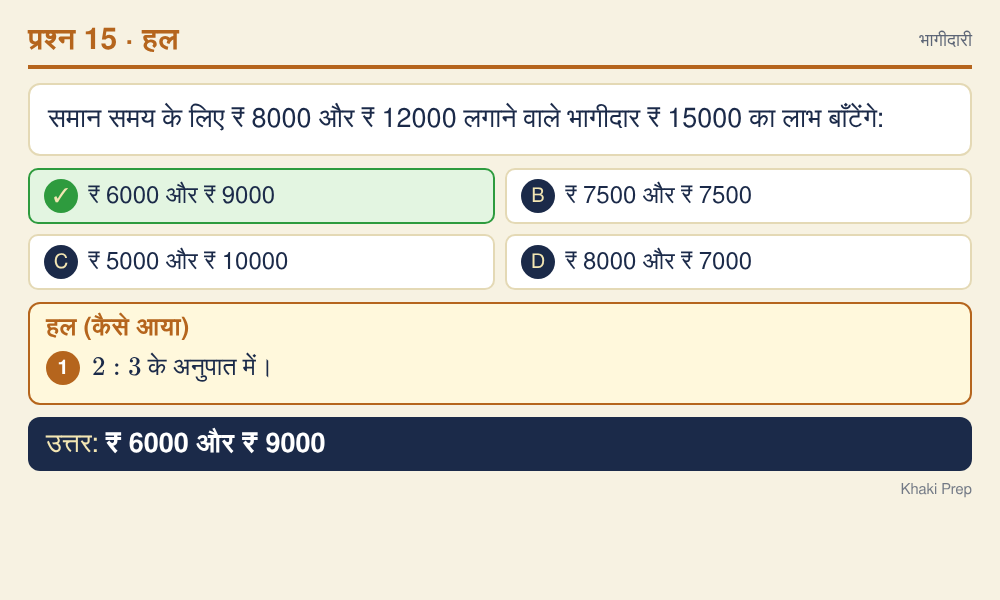 प्रश्न 15 · हल
भागीदारी
समान समय के लिए ₹ 8000 और ₹ 12000 लगाने वाले भागीदार ₹ 15000 का लाभ बाँटेंगे:
✓ ₹ 6000 और ₹ 9000
B ₹ 7500 और ₹ 7500
C ₹ 5000 और ₹ 10000
D ₹ 8000 और ₹ 7000
हल (कैसे आया)
1 2 : 3 के अनुपात में।
उत्तर: ₹ 6000 और ₹ 9000
Khaki Prep